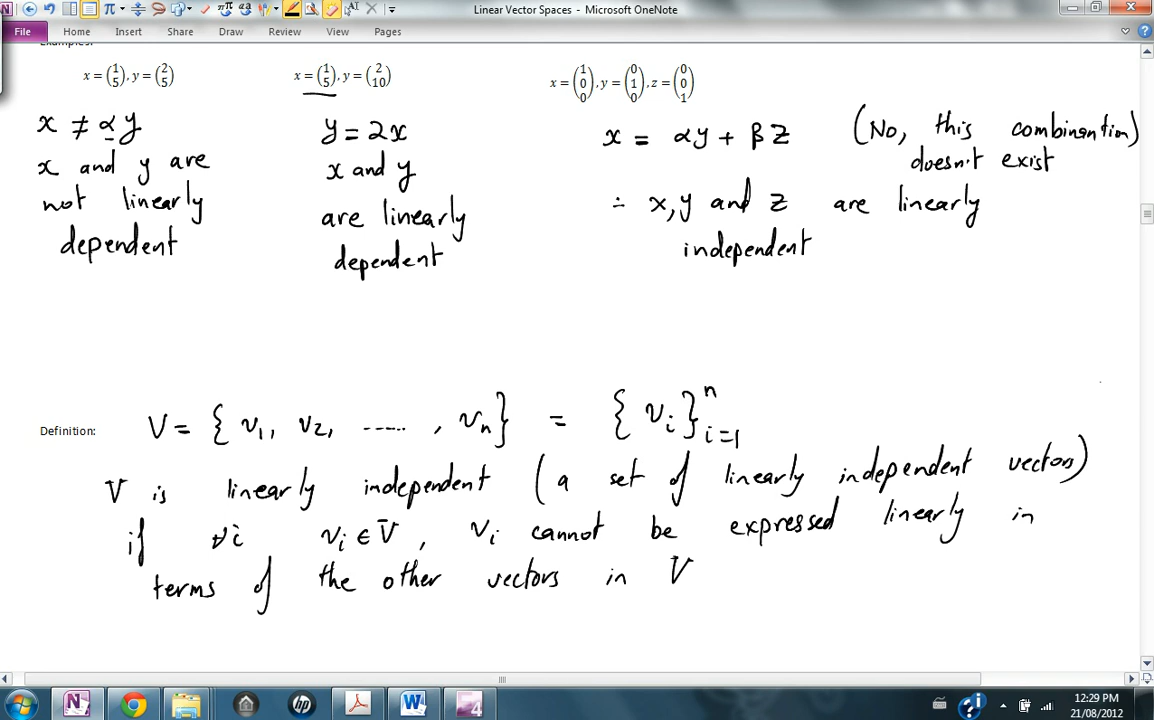 Linear Vector Spaces - Microsoft OneNote
File Home Insert Share Draw Review View Pages
Examples:
x = (1 5), y = (2 5)
x = (1 5), y = (2 10)
x = (1 0 0), y = (0 1 0), z = (0 0 1)
x ≠ αy
x and y are
not linearly
dependent
y = 2x
x and y
are linearly
dependent
x = αy + βz (No, this combinantion)
doesn't exist
∴ x, y and z are linearly
independent
Definition: V = { v₁, v₂, ......, vₙ} = { vᵢ}ⁿᵢ₌₁
V is linearly independent (a set of linearly independent vectors)
if ∀i vᵢ ∈ V, vᵢ cannot be expressed linearly in
terms of the other vectors in V
12:29 PM
21/08/2012